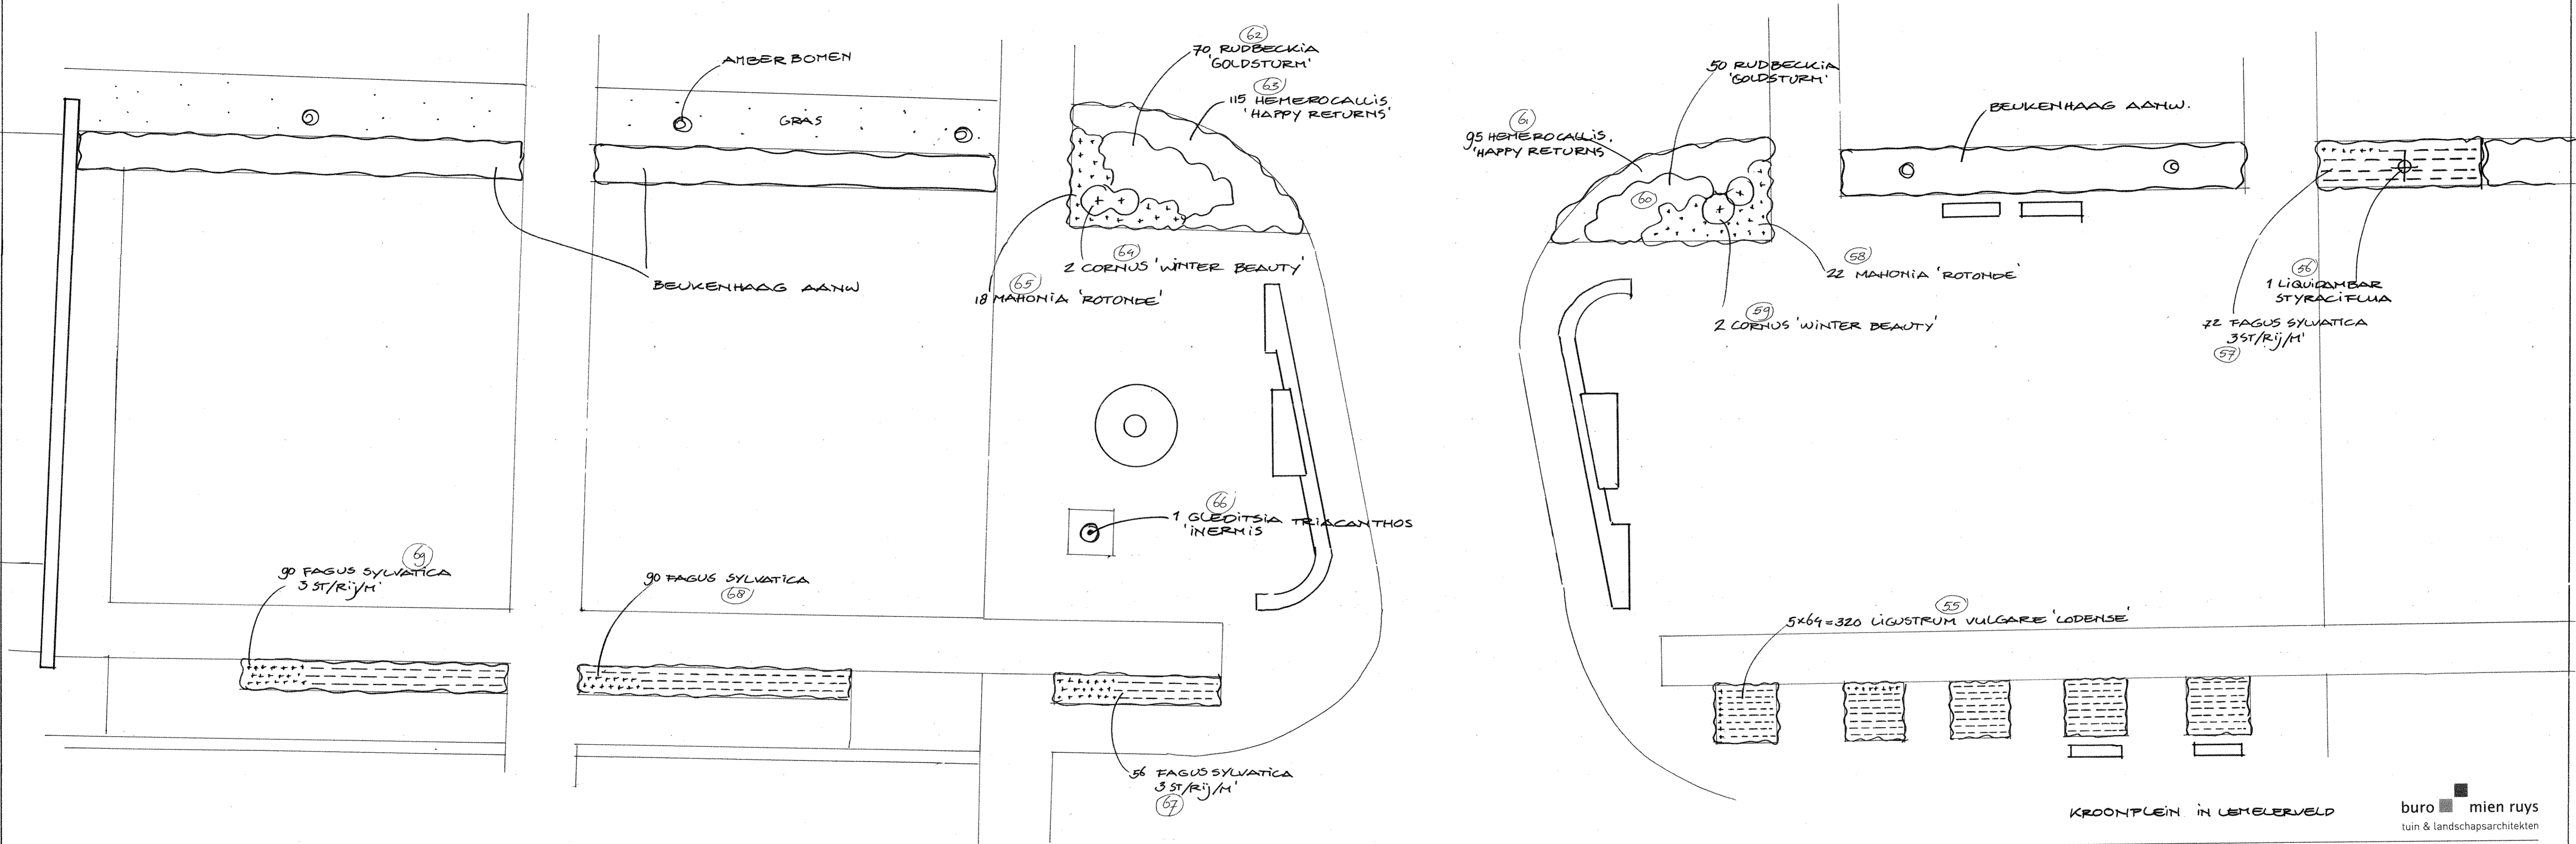 AMBERBOMEN
GRAS
BEUKENHAAG AANW
62
70 RUDBECKIA
'GOLDSTURM'
63
115 HEMEROCALLIS
'HAPPY RETURNS'
64
2 CORNUS 'WINTER BEAUTY'
65
18 MAHONIA 'ROTONDE'
66
1 GLEDITSIA TRIACANTHOS
'INERMIS
69
90 FAGUS SYLVATICA
3 ST/RIJ/M'
90 FAGUS SYLVATICA
68
56 FAGUS SYLVATICA
3 ST/RIJ/M'
67
50 RUDBECKIA
'GOLDSTURM'
61
95 HEMEROCALLIS
'HAPPY RETURNS
60
58
22 MAHONIA 'ROTONDE'
59
2 CORNUS 'WINTER BEAUTY'
BEUKENHAAG AANW.
56
1 LIQUIDAMBAR
STYRACIFLUA
72 FAGUS SYLVATICA
3ST/RIJ/M'
57
55
5x64=320 LIGUSTRUM VULGARE 'LODENSE'
KROONPLEIN IN LEMELERVELD
buro mien ruys
tuin & landschapsarchitekten